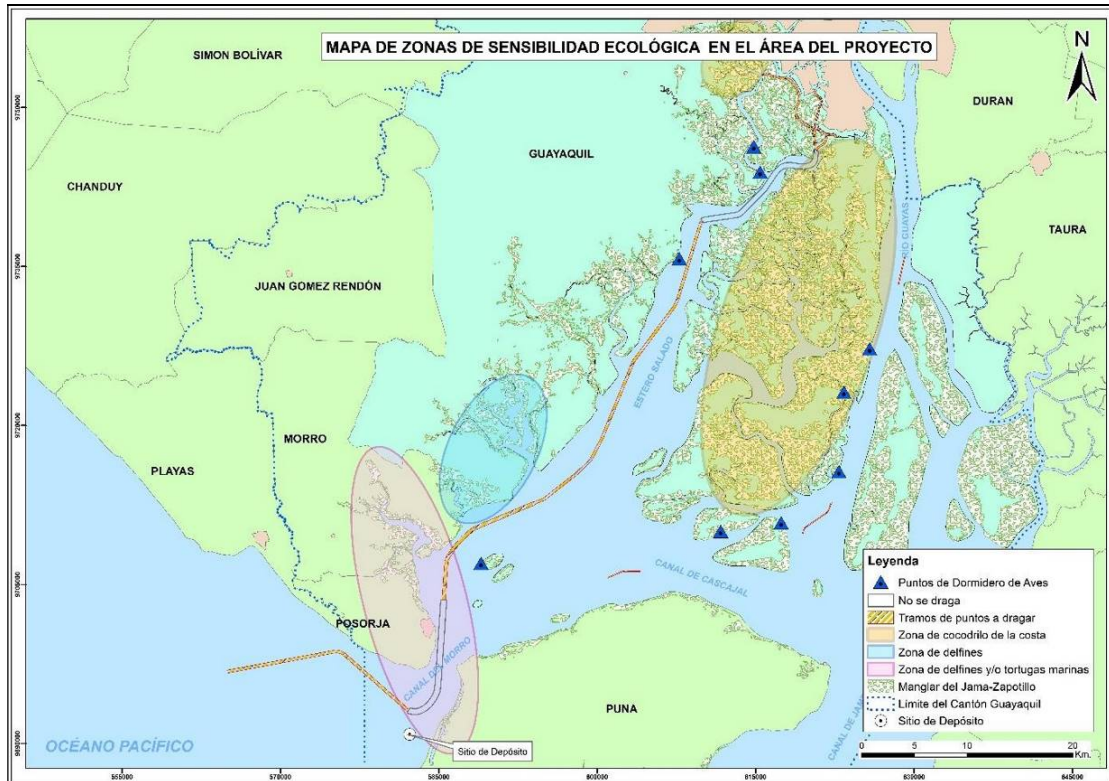 MAPA DE ZONAS DE SENSIBILIDAD ECOLÓGICA EN EL ÁREA DEL PROYECTO
N
SIMON BOLÍVAR
DURAN
GUAYAQUIL
CHANDUY
TAURA
RÍO GUAYAS
JUAN GOMEZ RENDÓN
ESTERO SALADO
MORRO
PLAYAS
CANAL DE CASCAJAL
POSORJA
CANAL DEL MORRO
PUNA
OCÉANO PACÍFICO
Sitio de Depósito
Leyenda
Puntos de Dormidero de Aves
No se draga
Tramos de puntos a dragar
Zona de cocodrilo de la costa
Zona de delfines
Zona de delfines y/o tortugas marinas
Manglar del Jama-Zapotillo
Límite del Cantón Guayaquil
Sitio de Depósito
0 5 10 20
Km.
555000 570000 585000 600000 615000